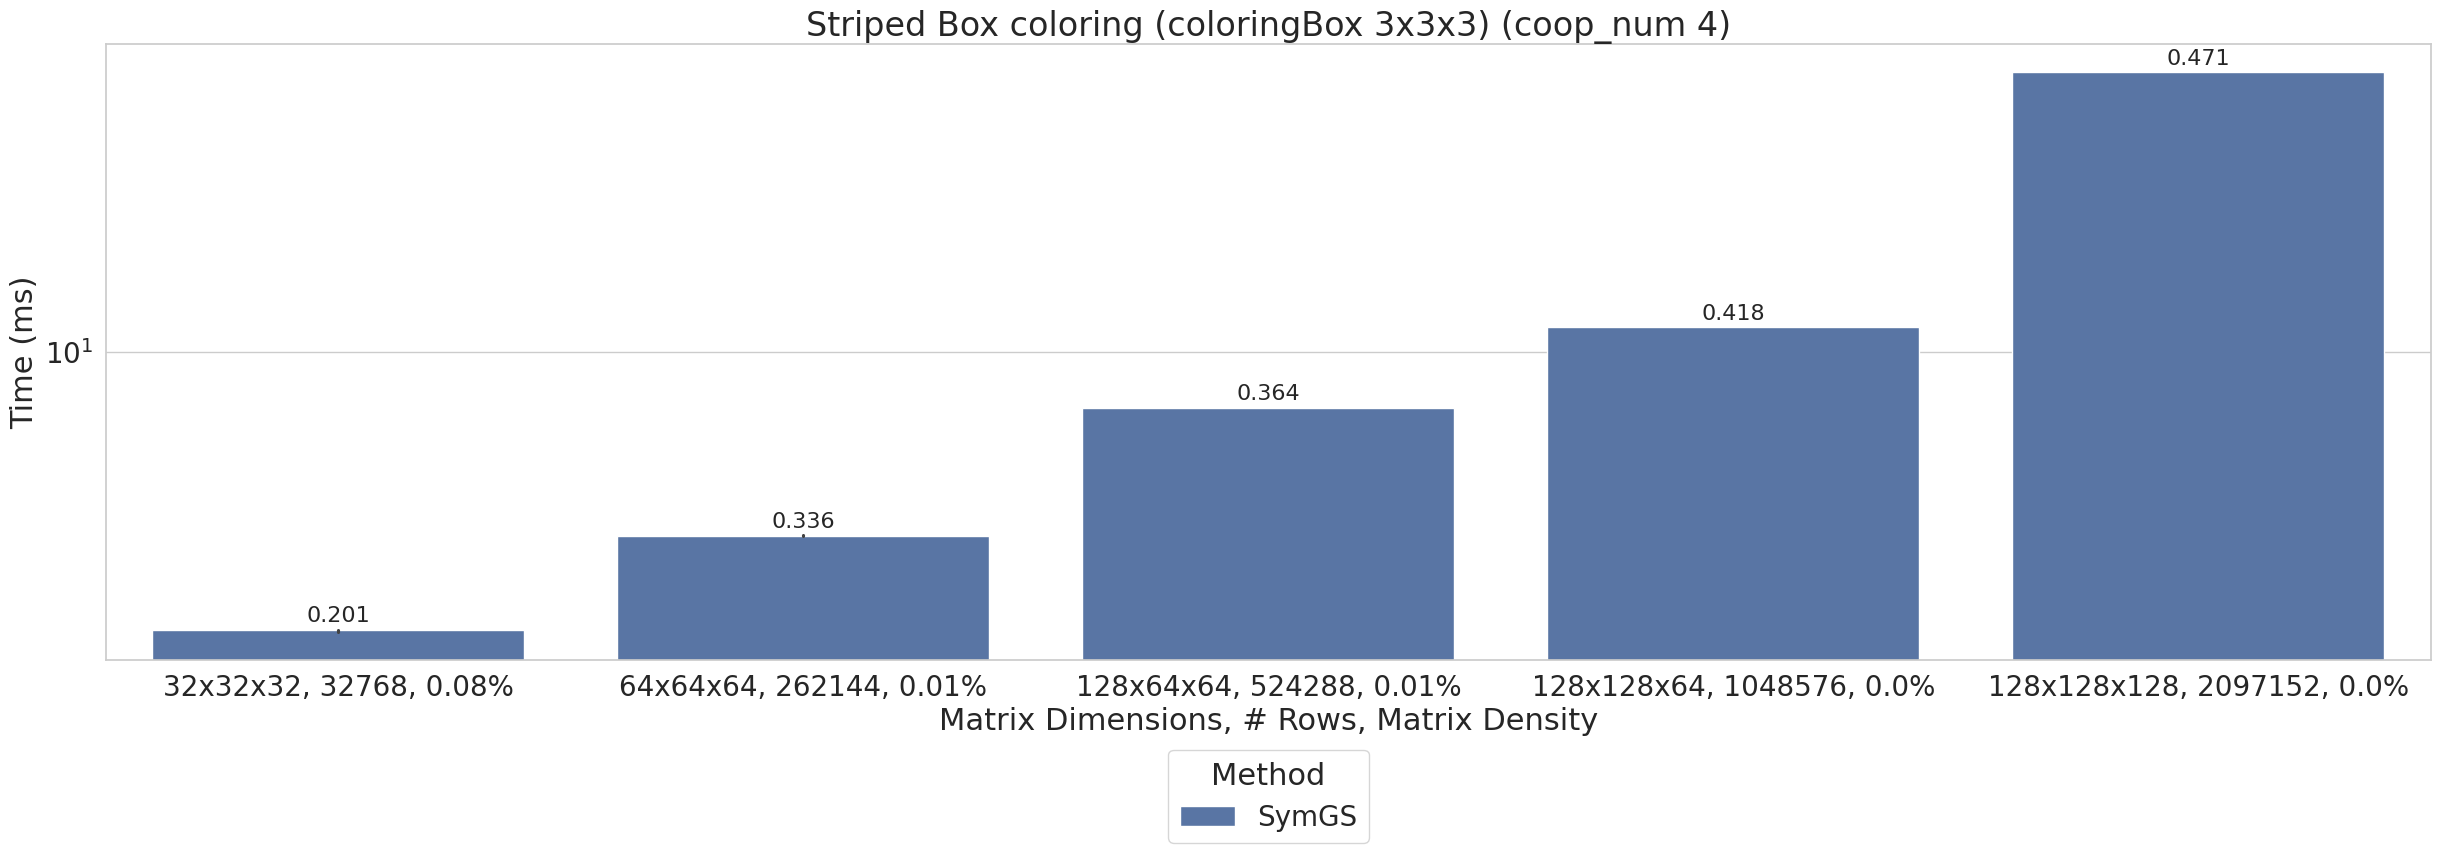 Striped Box coloring (coloringBox 3x3x3) (coop_num 4)
0.471
0.418
0.364
0.336
0.201
Time (ms)
10¹
32x32x32, 32768, 0.08%
64x64x64, 262144, 0.01%
128x64x64, 524288, 0.01%
128x128x64, 1048576, 0.0%
128x128x128, 2097152, 0.0%
Matrix Dimensions, # Rows, Matrix Density
Method
SymGS